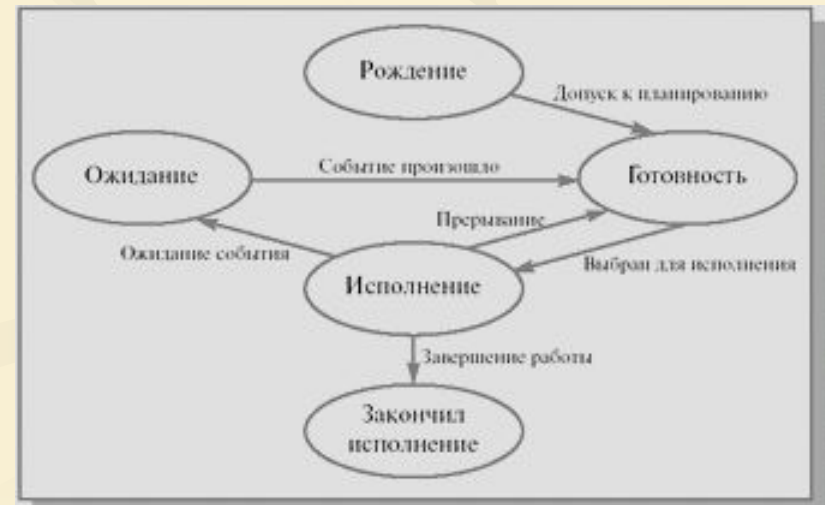 Рождение
Допуск к планированию
Ожидание
Событие произошло
Готовность
Прерывание
Ожидание события
Выбран для исполнения
Исполнение
Завершение работы
Закончил
исполнение